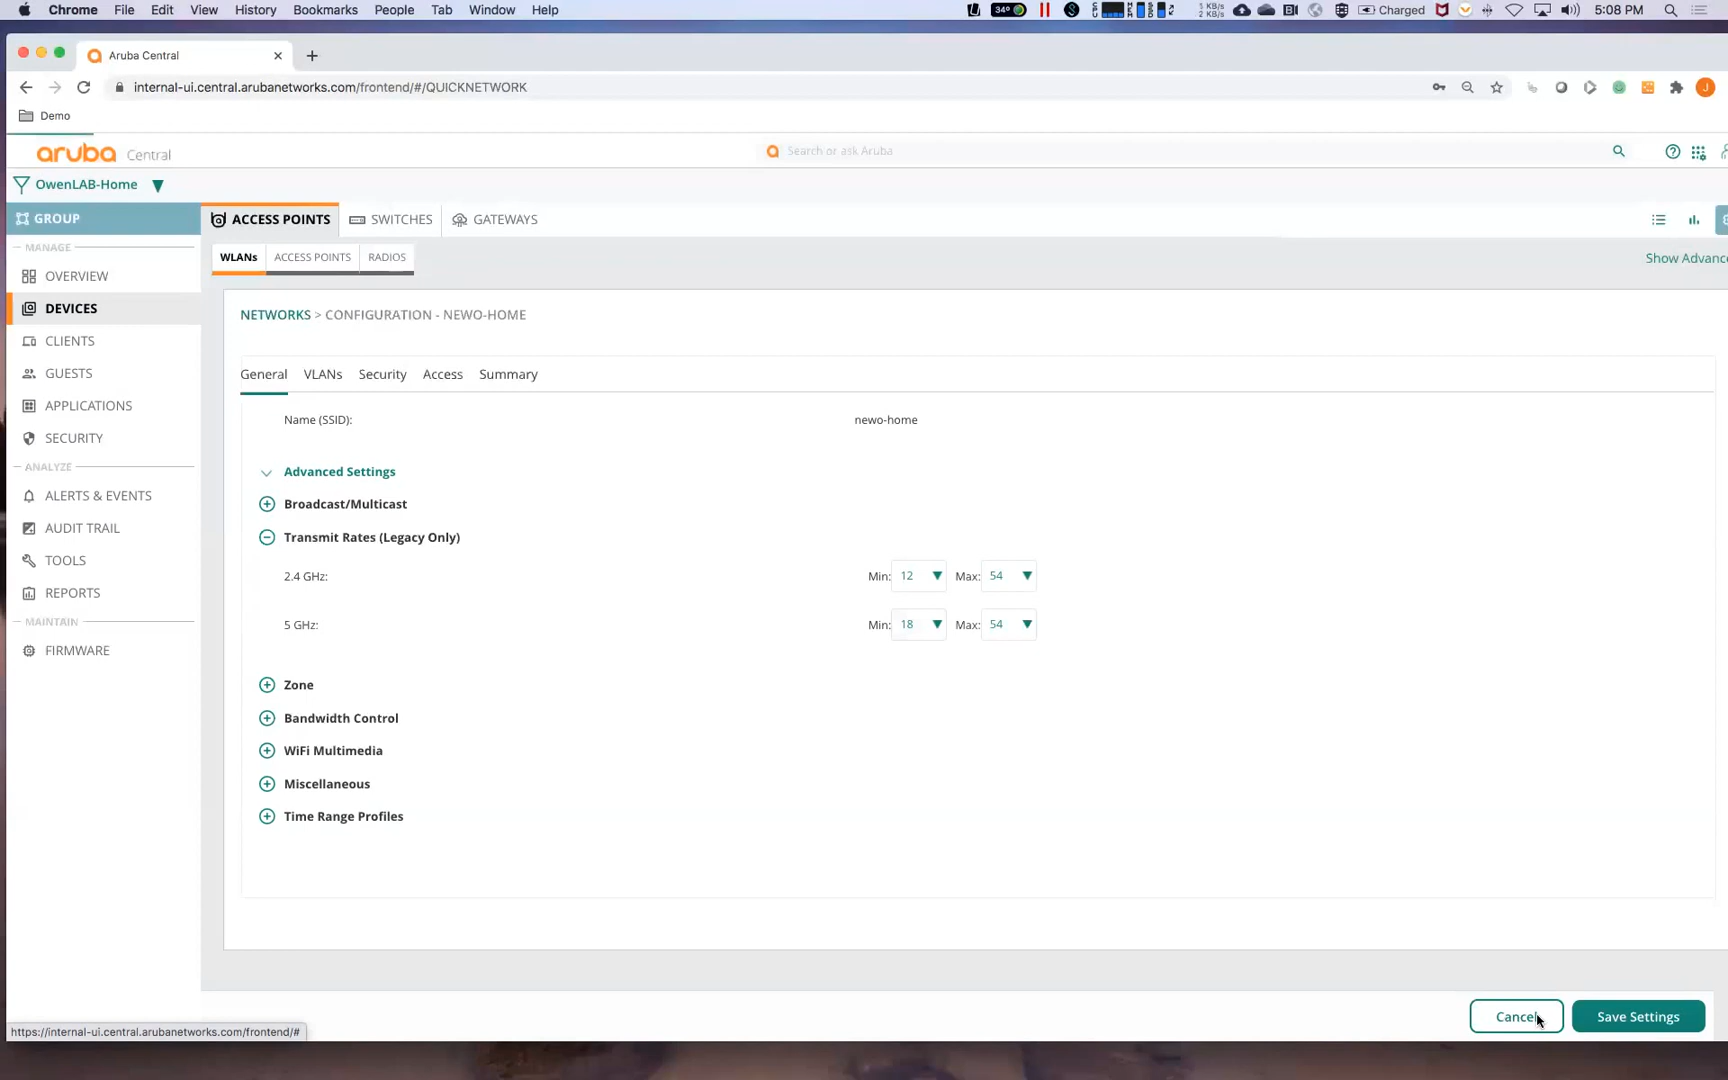 Chrome File Edit View History Bookmarks People Tab Window Help
34° 1 KB/s 2 KB/s Charged 5:08 PM
Aruba Central
internal-ui.central.arubanetworks.com/frontend/#/QUICKNETWORK
J
Demo
aruba Central
Search or ask Aruba
OwenLAB-Home
GROUP
ACCESS POINTS SWITCHES GATEWAYS
MANAGE
WLANs ACCESS POINTS RADIOS
Show Advanc
OVERVIEW
DEVICES
CLIENTS
GUESTS
APPLICATIONS
SECURITY
ANALYZE
ALERTS & EVENTS
AUDIT TRAIL
TOOLS
REPORTS
MAINTAIN
FIRMWARE
NETWORKS > CONFIGURATION - NEWO-HOME
General VLANs Security Access Summary
Name (SSID): newo-home
Advanced Settings
Broadcast/Multicast
Transmit Rates (Legacy Only)
2.4 GHz: Min: 12 Max: 54
5 GHz: Min: 18 Max: 54
Zone
Bandwidth Control
WiFi Multimedia
Miscellaneous
Time Range Profiles
Cancel Save Settings
https://internal-ui.central.arubanetworks.com/frontend/#